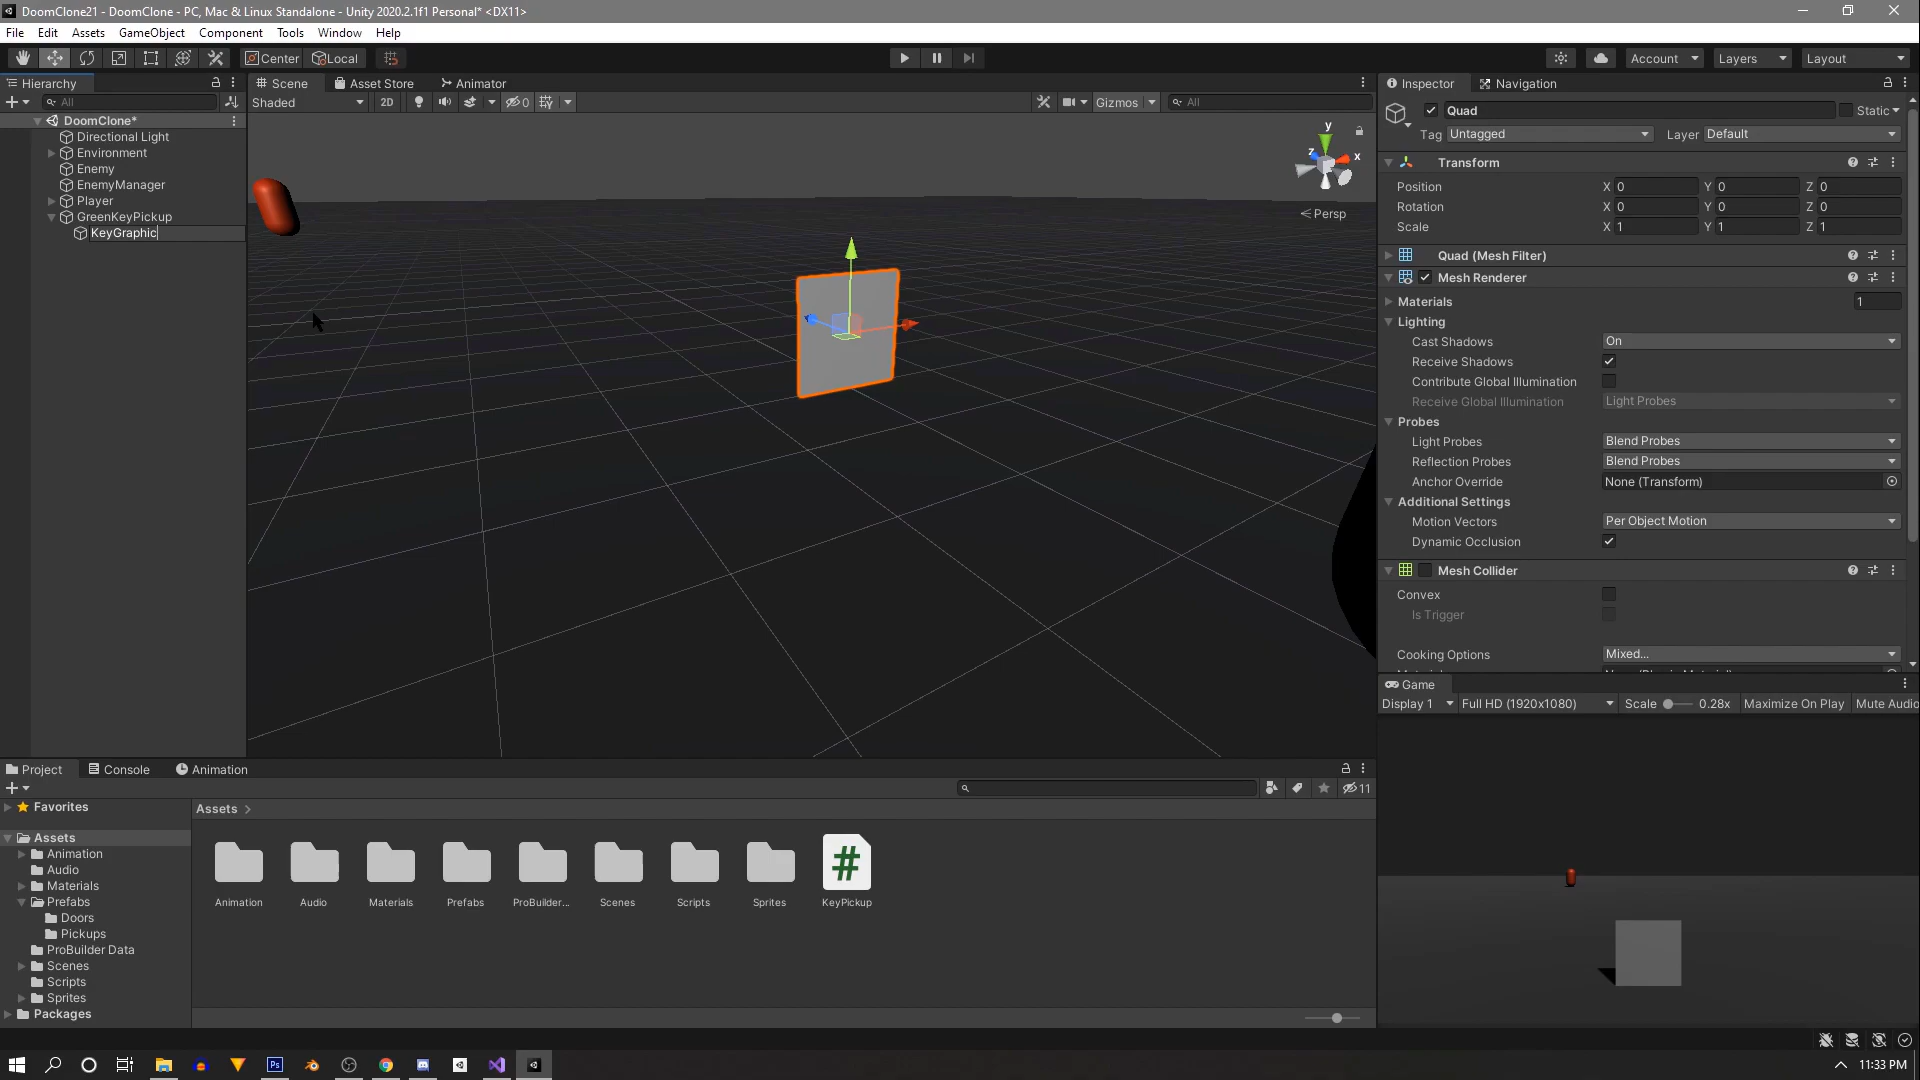 DoomClone21 - DoomClone - PC, Mac & Linux Standalone - Unity 2020.2.1f1 Personal* <DX11>
File Edit Assets GameObject Component Tools Window Help
Center Local Account Layers Layout
Hierarchy
All
DoomClone*
Directional Light
Environment
Enemy
EnemyManager
Player
GreenKeyPickup
KeyGraphic
Scene Asset Store Animator
Shaded 2D 0 Gizmos All
y
z x
Persp
Inspector Navigation
Quad Static
Tag Untagged Layer Default
Transform
Position X 0 Y 0 Z 0
Rotation X 0 Y 0 Z 0
Scale X 1 Y 1 Z 1
Quad (Mesh Filter)
Mesh Renderer
Materials 1
Lighting
Cast Shadows On
Receive Shadows
Contribute Global Illumination
Receive Global Illumination Light Probes
Probes
Light Probes Blend Probes
Reflection Probes Blend Probes
Anchor Override None (Transform)
Additional Settings
Motion Vectors Per Object Motion
Dynamic Occlusion
Mesh Collider
Convex
Is Trigger
Cooking Options Mixed...
Game
Display 1 Full HD (1920x1080) Scale 0.28x Maximize On Play Mute Audio
Project Console Animation
11
Favorites
Assets
Animation
Audio
Materials
Prefabs
Doors
Pickups
ProBuilder Data
Scenes
Scripts
Sprites
Packages
Assets
#
Animation Audio Materials Prefabs ProBuilder... Scenes Scripts Sprites KeyPickup
Ps
11:33 PM